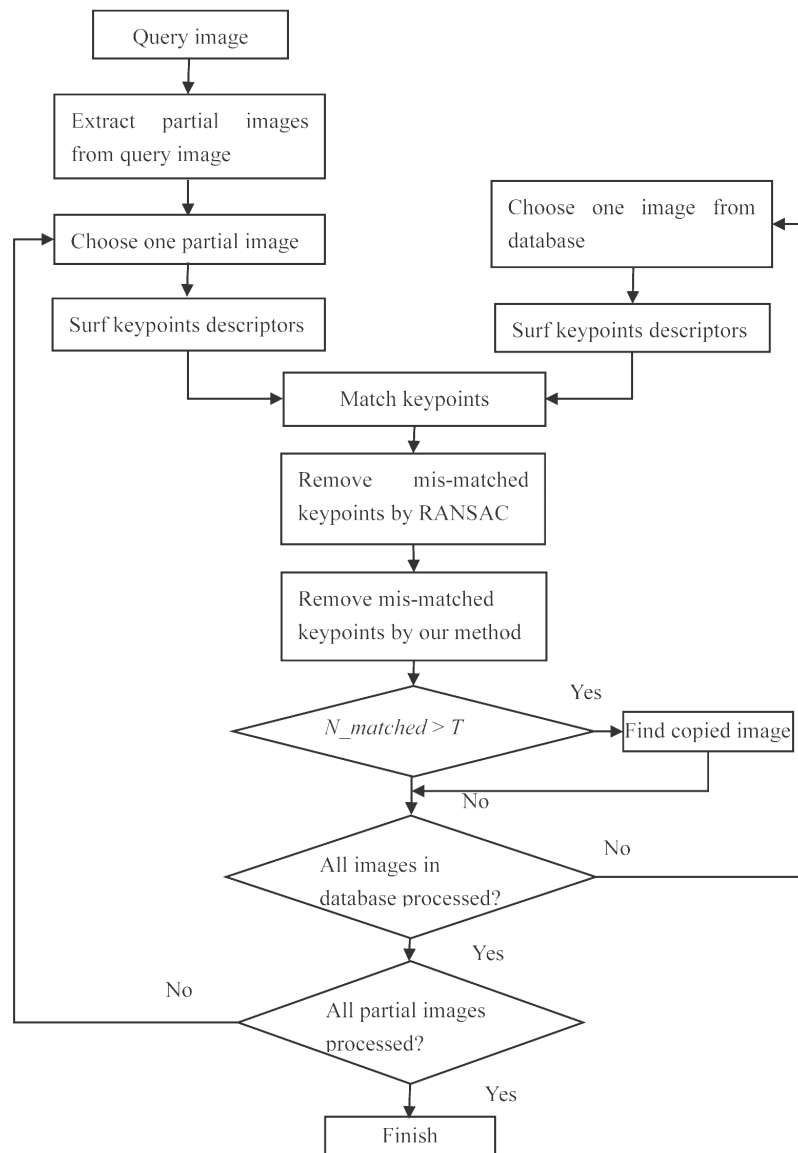 Query image
Extract partial images
from query image
Choose one partial image
Surf keypoints descriptors
Choose one image from
database
Surf keypoints descriptors
Match keypoints
Remove mis-matched
keypoints by RANSAC
Remove mis-matched
keypoints by our method
N_matched > T
Yes
Find copied image
No
All images in
database processed?
No
Yes
All partial images
processed?
No
Yes
Finish